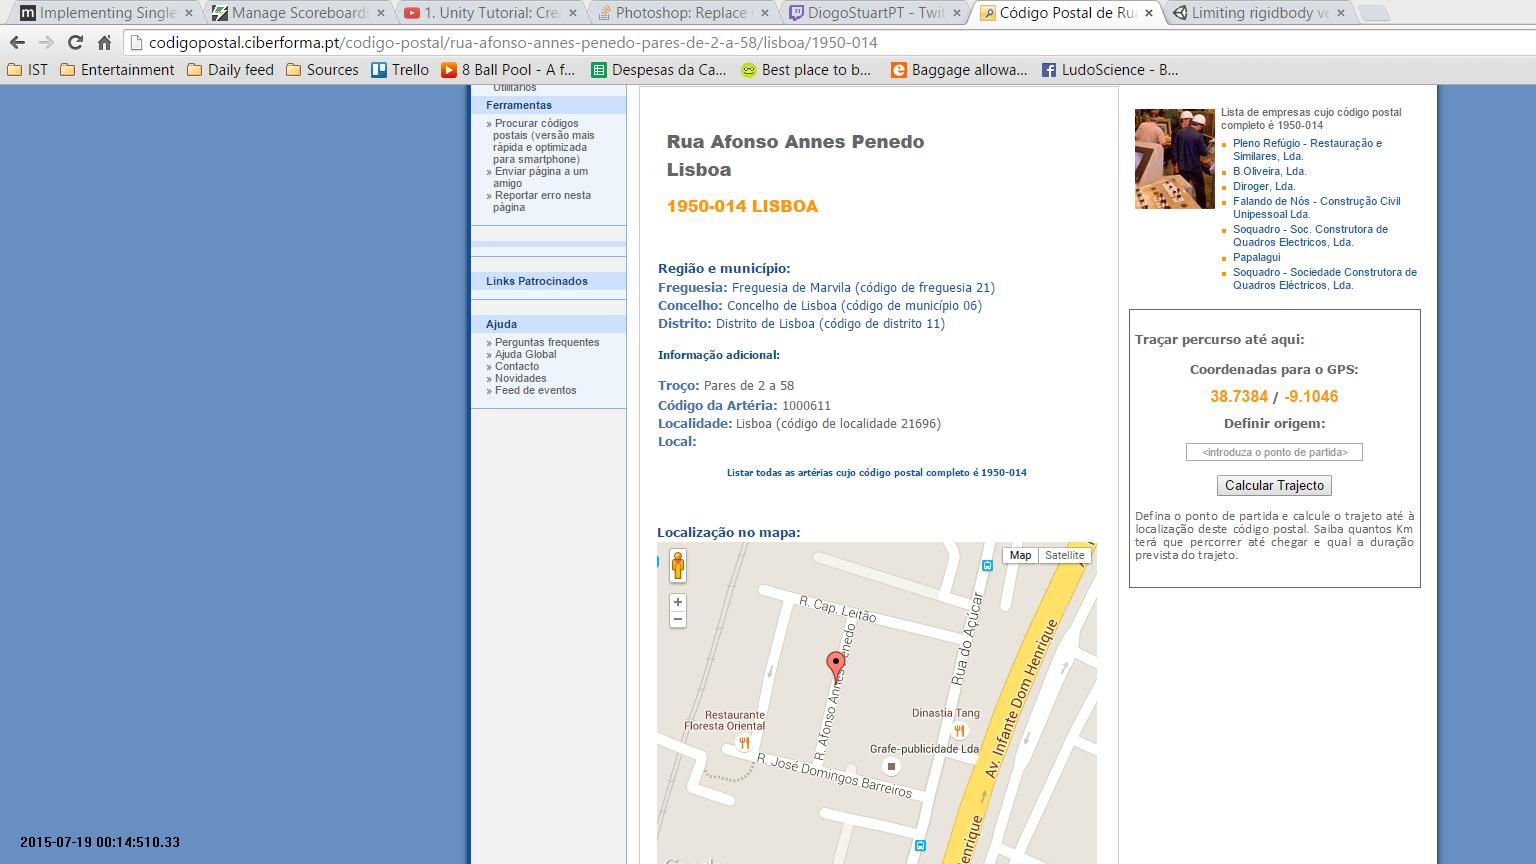 Implementing Single
Manage Scoreboard
1. Unity Tutorial: Cre
Photoshop: Replace
DiogoStuartPT - Twit
Código Postal de Ru
Limiting rigidbody ve
codigopostal.ciberforma.pt/codigo-postal/rua-afonso-annes-penedo-pares-de-2-a-58/lisboa/1950-014
IST
Entertainment
Daily feed
Sources
Trello
8 Ball Pool - A f...
Despesas da Ca...
Best place to b...
Baggage allowa...
LudoScience - B...
Utilitários
Ferramentas
» Procurar códigos
postais (versão mais
rápida e optimizada
para smartphone)
» Enviar página a um
amigo
» Reportar erro nesta
página
Links Patrocinados
Ajuda
» Perguntas frequentes
» Ajuda Global
» Contacto
» Novidades
» Feed de eventos
Rua Afonso Annes Penedo
Lisboa
1950-014 LISBOA
Região e município:
Freguesia: Freguesia de Marvila (código de freguesia 21)
Concelho: Concelho de Lisboa (código de município 06)
Distrito: Distrito de Lisboa (código de distrito 11)
Informação adicional:
Troço: Pares de 2 a 58
Código da Artéria: 1000611
Localidade: Lisboa (código de localidade 21696)
Local:
Listar todas as artérias cujo código postal completo é 1950-014
Localização no mapa:
Map
Satellite
R. Cap. Leitão
R. Afonso Annes Penedo
Rua do Açúcar
Av. Infante Dom Henrique
Restaurante
Floresta Oriental
Dinastia Tang
Grafe-publicidade Lda
R. José Domingos Barreiros
Henrique
Lista de empresas cujo código postal
completo é 1950-014
Pleno Refúgio - Restauração e
Similares, Lda.
B.Oliveira, Lda.
Diroger, Lda.
Falando de Nós - Construção Civil
Unipessoal Lda.
Soquadro - Soc. Construtora de
Quadros Electricos, Lda.
Papalagui
Soquadro - Sociedade Construtora de
Quadros Eléctricos, Lda.
Traçar percurso até aqui:
Coordenadas para o GPS:
38.7384 / -9.1046
Definir origem:
<introduza o ponto de partida>
Calcular Trajecto
Defina o ponto de partida e calcule o trajeto até à
localização deste código postal. Saiba quantos Km
terá que percorrer até chegar e qual a duração
prevista do trajeto.
2015-07-19 00:14:510.33